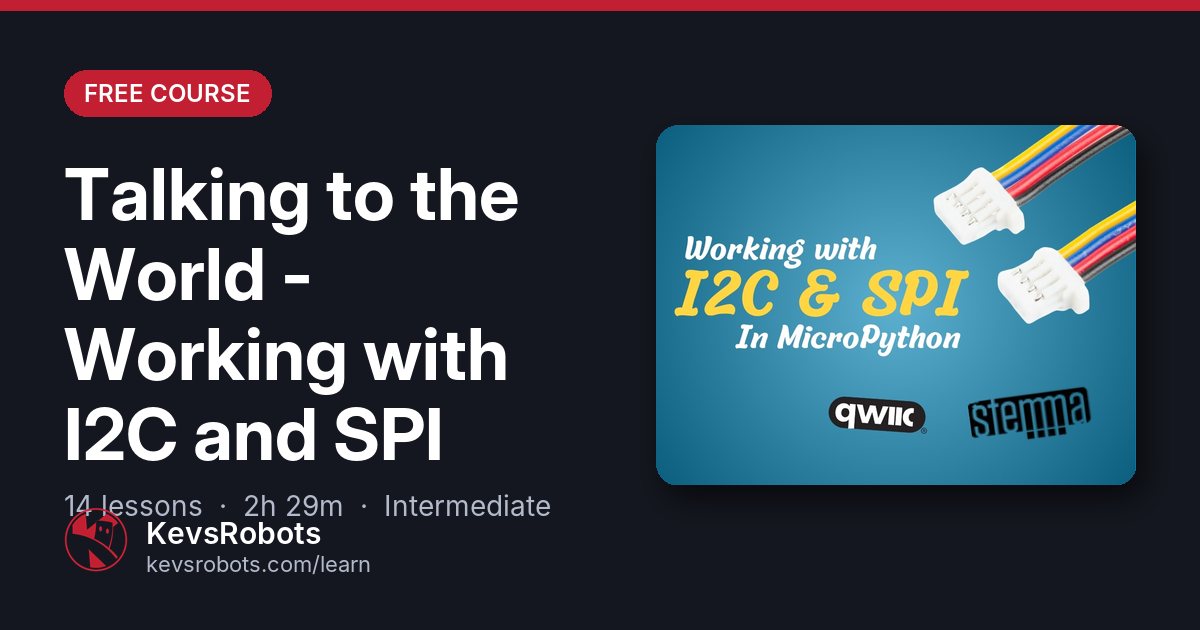 FREE COURSE
Talking to the
World -
Working with
I2C and SPI
14 lessons · 2h 29m · Intermediate
KevsRobots
kevsrobots.com/learn
Working with
I2C & SPI
In MicroPython
qwiic
®
stemma